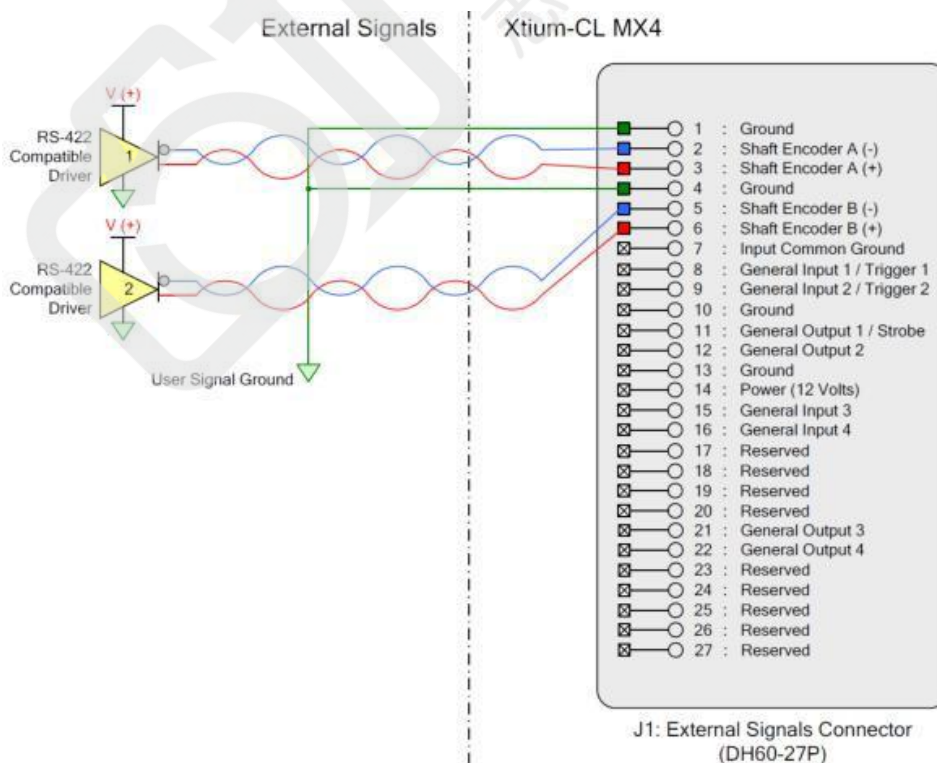 External Signals
Xtium-CL MX4
V (+)
RS-422
Compatible
Driver
1
V (+)
RS-422
Compatible
Driver
2
User Signal Ground
1 : Ground
2 : Shaft Encoder A (-)
3 : Shaft Encoder A (+)
4 : Ground
5 : Shaft Encoder B (-)
6 : Shaft Encoder B (+)
7 : Input Common Ground
8 : General Input 1 / Trigger 1
9 : General Input 2 / Trigger 2
10 : Ground
11 : General Output 1 / Strobe
12 : General Output 2
13 : Ground
14 : Power (12 Volts)
15 : General Input 3
16 : General Input 4
17 : Reserved
18 : Reserved
19 : Reserved
20 : Reserved
21 : General Output 3
22 : General Output 4
23 : Reserved
24 : Reserved
25 : Reserved
26 : Reserved
27 : Reserved
J1: External Signals Connector
(DH60-27P)